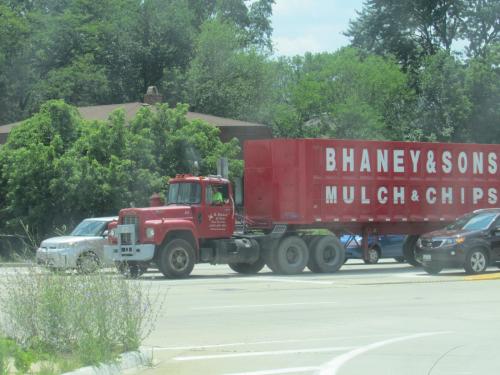 BHANEY & SONS
MULCH & CHIPS